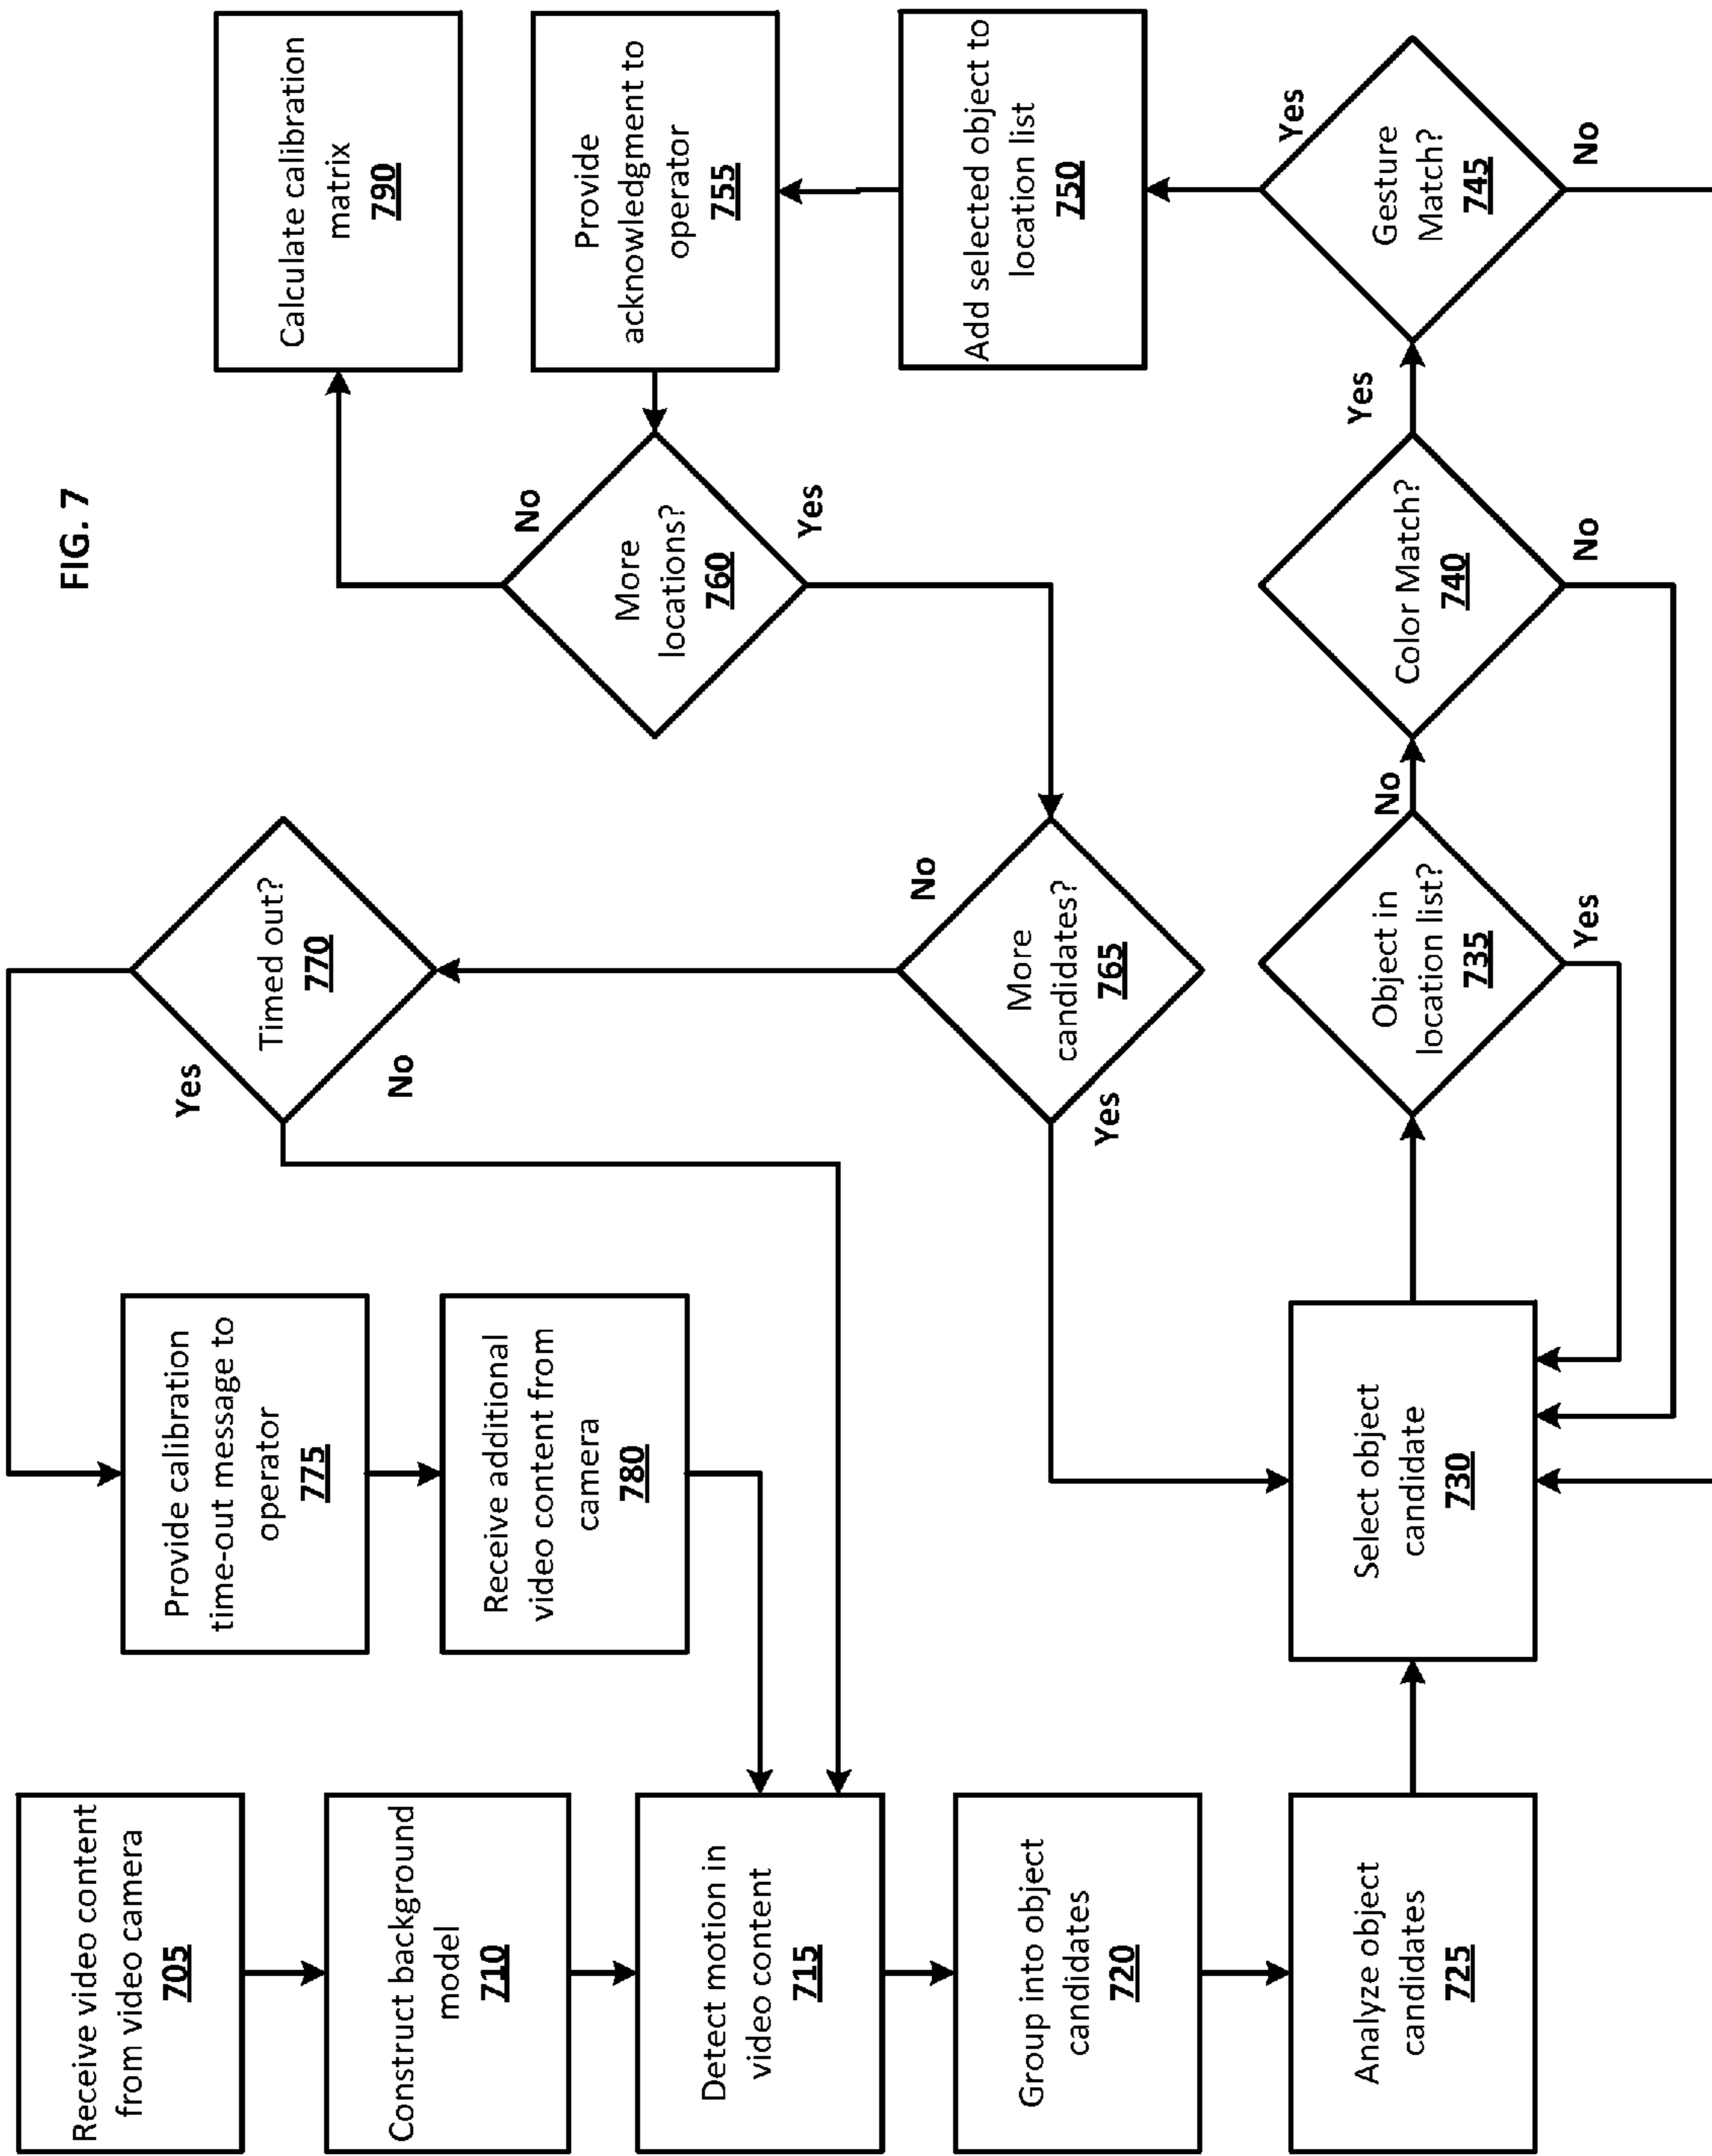 FIG. 7
Receive video content
from video camera
705
Construct background
model
710
Detect motion in
video content
715
Group into object
candidates
720
Analyze object
candidates
725
Select object
candidate
730
Object in
location list?
735
No
Yes
Color Match?
740
Yes
No
Gesture
Match?
745
Yes
No
Add selected object to
location list
750
Provide
acknowledgment to
operator
755
More
locations?
760
No
Yes
More
candidates?
765
No
Yes
Timed out?
770
Yes
No
Provide calibration
time-out message to
operator
775
Receive additional
video content from
camera
780
Calculate calibration
matrix
790